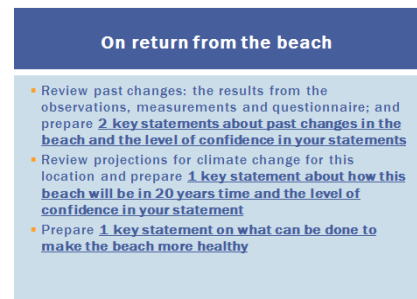 On return from the beach
▪ Review past changes: the results from the
observations, measurements and questionnaire; and
prepare 2 key statements about past changes in the
beach and the level of confidence in your statements
▪ Review projections for climate change for this
location and prepare 1 key statement about how this
beach will be in 20 years time and the level of
confidence in your statement
▪ Prepare 1 key statement on what can be done to
make the beach more healthy